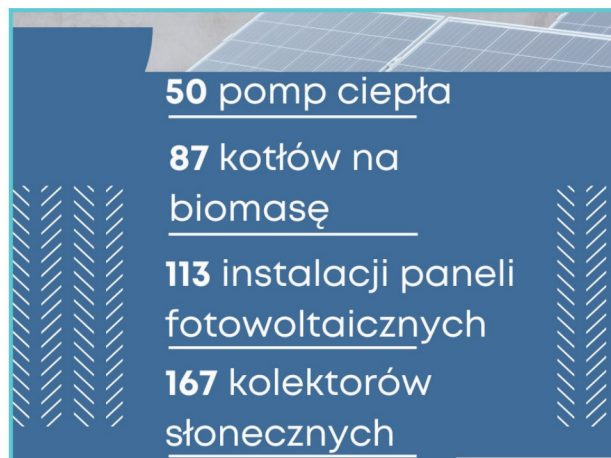 50 pomp ciepła
87 kotłów na
biomasę
113 instalacji paneli
fotowoltaicznych
167 kolektorów
słonecznych